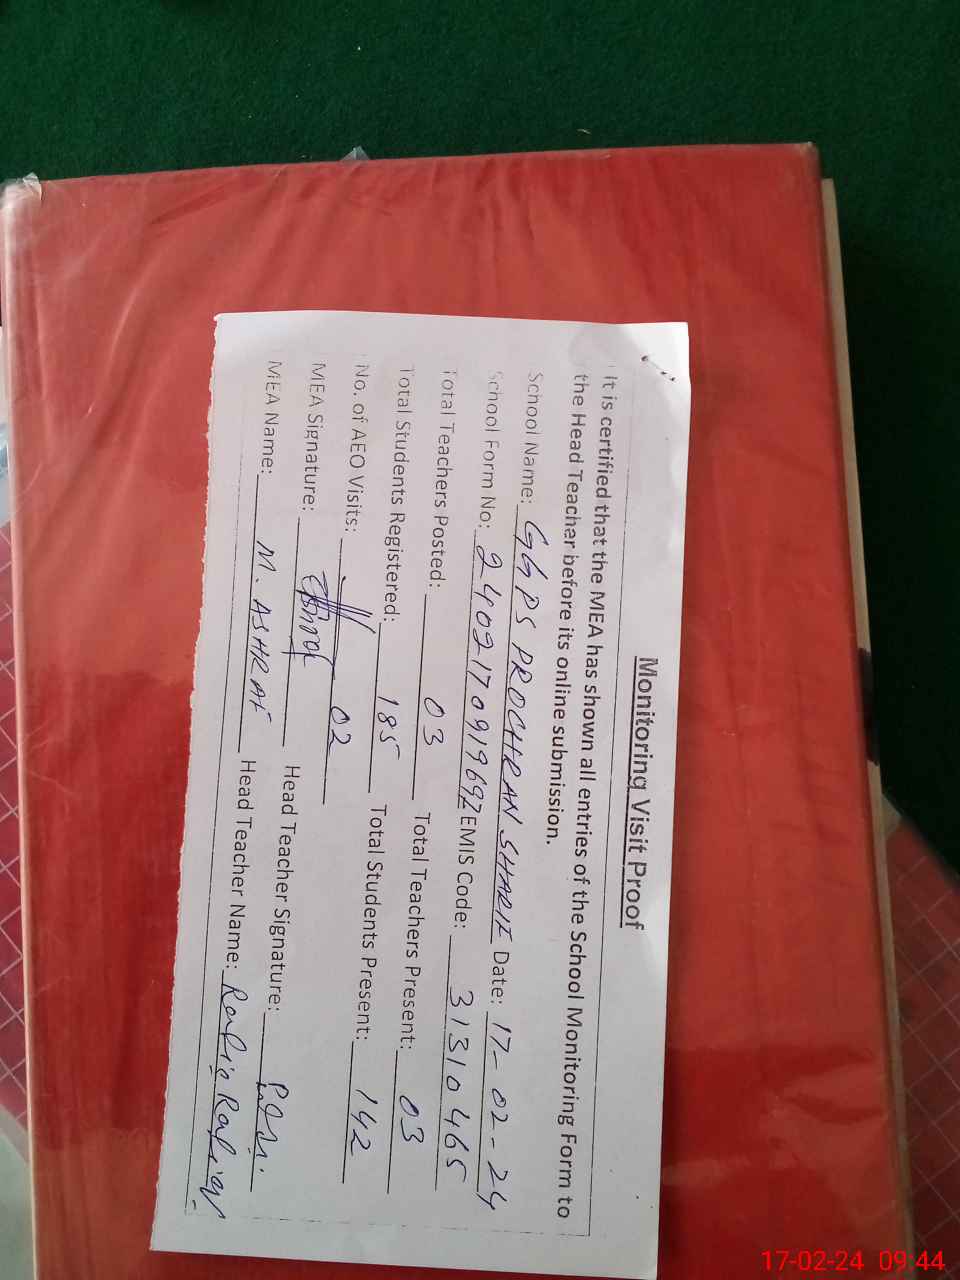 Monitoring Visit Proof
It is certified that the MEA has shown all entries of the School Monitoring Form to
the Head Teacher before its online submission.
School Name: GGPS PROCHRAN SHARIF Date: 17-02-24
School Form No: 2402170919692 EMIS Code: 31310465
Total Teachers Posted: 03 Total Teachers Present: 03
Total Students Registered: 185 Total Students Present: 142
No. of AEO Visits: 02
MEA Signature: Head Teacher Signature:
MEA Name: M. ASHRAF Head Teacher Name: Rabia
17-02-24 09:44